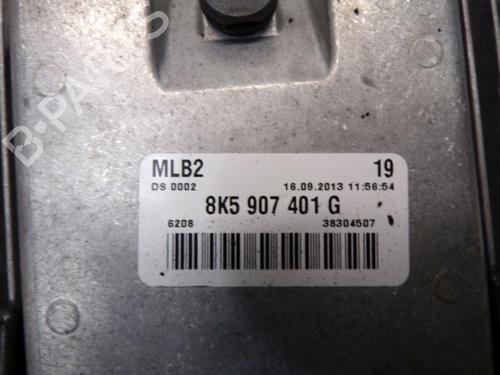 B-PARTS
MLB2 19
DS 0002 16.09.2013 11:56:54
8K5 907 401 G
6208 38304507